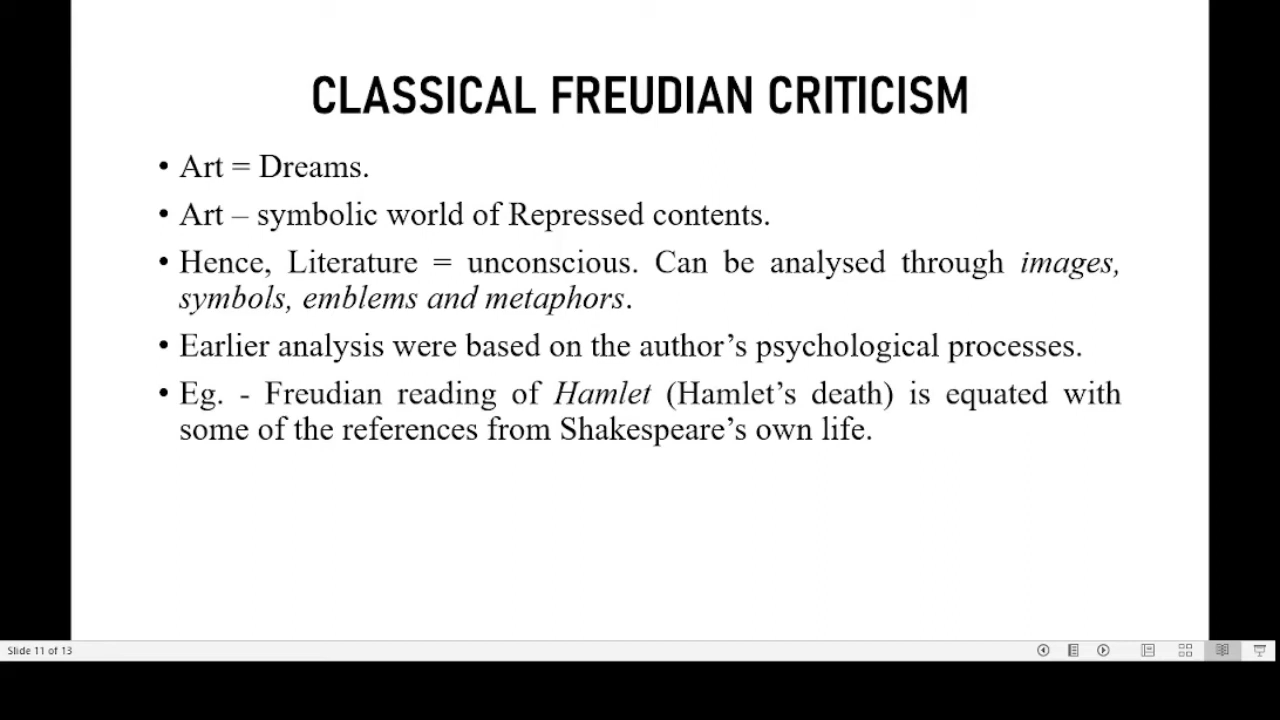 CLASSICAL FREUDIAN CRITICISM
• Art = Dreams.
• Art – symbolic world of Repressed contents.
• Hence, Literature = unconscious. Can be analysed through images,
symbols, emblems and metaphors.
• Earlier analysis were based on the author’s psychological processes.
• Eg. - Freudian reading of Hamlet (Hamlet’s death) is equated with
some of the references from Shakespeare’s own life.
Slide 11 of 13